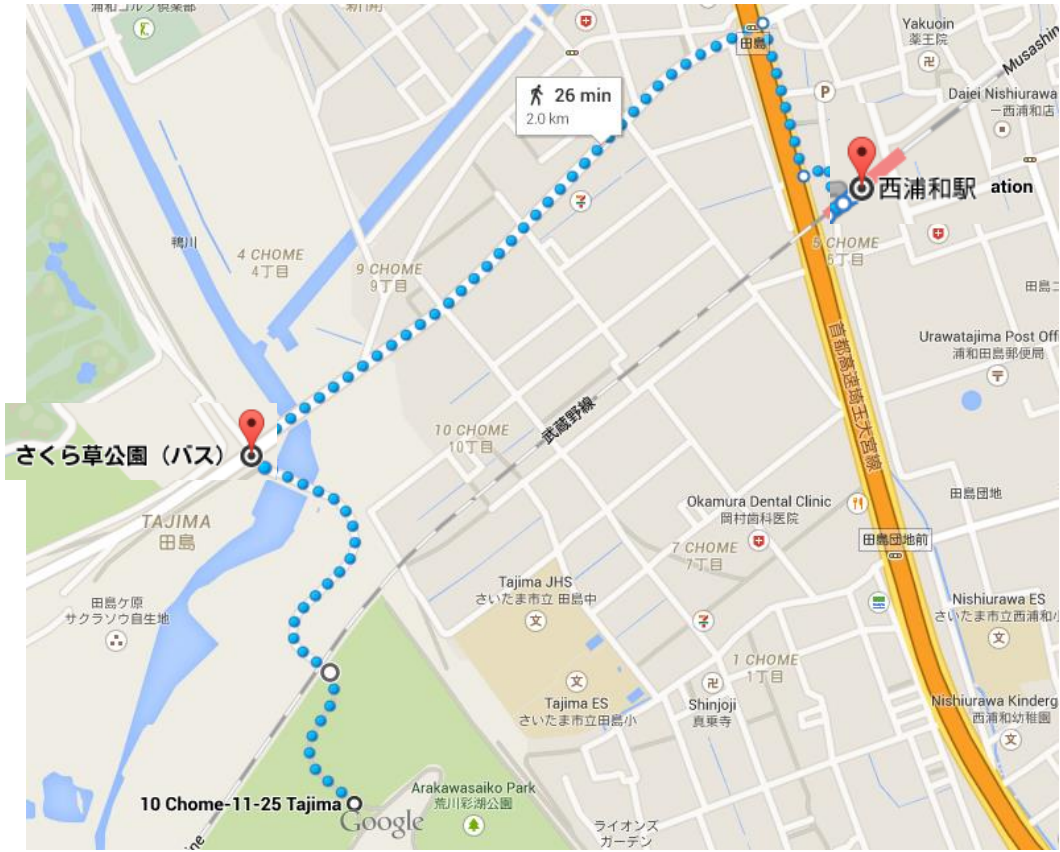 浦和ゴルフ倶楽部
田島
Yakuoin
薬王院
Musashin
P
Daiei Nishiurawa
一西浦和店
26 min
2.0 km
西浦和駅
ation
鴨川
4 CHOME
4丁目
9 CHOME
9丁目
5 CHOME
5丁目
田島二
首都高速埼玉大宮線
Urawatajima Post Offi
浦和田島郵便局
武蔵野線
10 CHOME
10丁目
さくら草公園（バス）
TAJIMA
田島
Okamura Dental Clinic
岡村歯科医院
田島団地
田島団地前
7 CHOME
7丁目
Tajima JHS
さいたま市立 田島中
文
田島ケ原
サクラソウ自生地
Nishiurawa ES
さいたま市立西浦和小
文
1 CHOME
1丁目
文
Tajima ES
さいたま市立田島小
Shinjoji
真乗寺
Nishiurawa Kinderg
西浦和幼稚園
文
10 Chome-11-25 Tajima
Arakawasaiko Park
荒川彩湖公園
Google
ライオンズ
ガーデン
ine